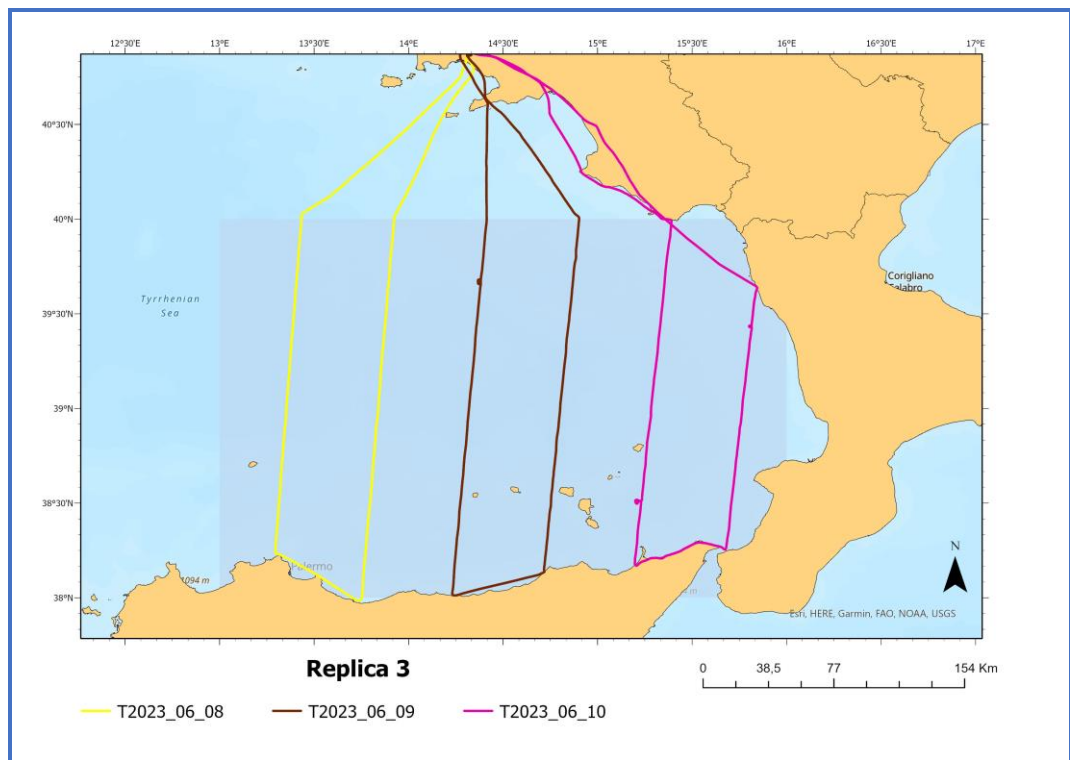 12°30'E 13°E 13°30'E 14°E 14°30'E 15°E 15°30'E 16°E 16°30'E 17°E
40°30'N
40°N
Corigliano
Calabro
Tyrrhenian
Sea
39°30'N
39°N
38°30'N
Palermo
1094 m
N
38°N
Esri, HERE, Garmin, FAO, NOAA, USGS
Replica 3
0 38,5 77 154 Km
T2023_06_08 T2023_06_09 T2023_06_10